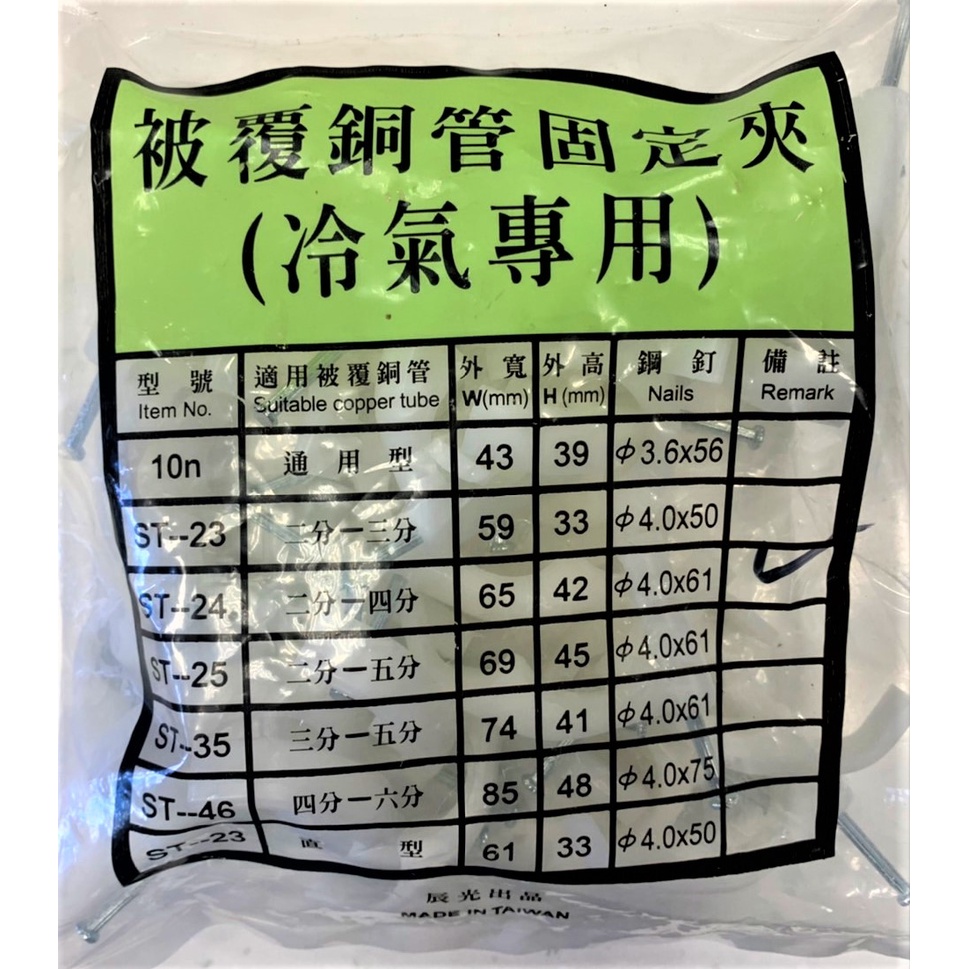 被覆銅管固定夾
(冷氣專用)
型號 適用被覆銅管 外寬 外高 鋼釘 備註
Item No. Suitable copper tube W(mm) H(mm) Nails Remark
10n 通用型 43 39 ϕ3.6x56
ST--23 二分一三分 59 33 ϕ4.0x50
ST--24 二分一四分 65 42 ϕ4.0x61
ST--25 二分一五分 69 45 ϕ4.0x61
ST--35 三分一五分 74 41 ϕ4.0x61
ST--46 四分一六分 85 48 ϕ4.0x75
ST--23 直型 61 33 ϕ4.0x50
辰光出品
MADE IN TAIWAN